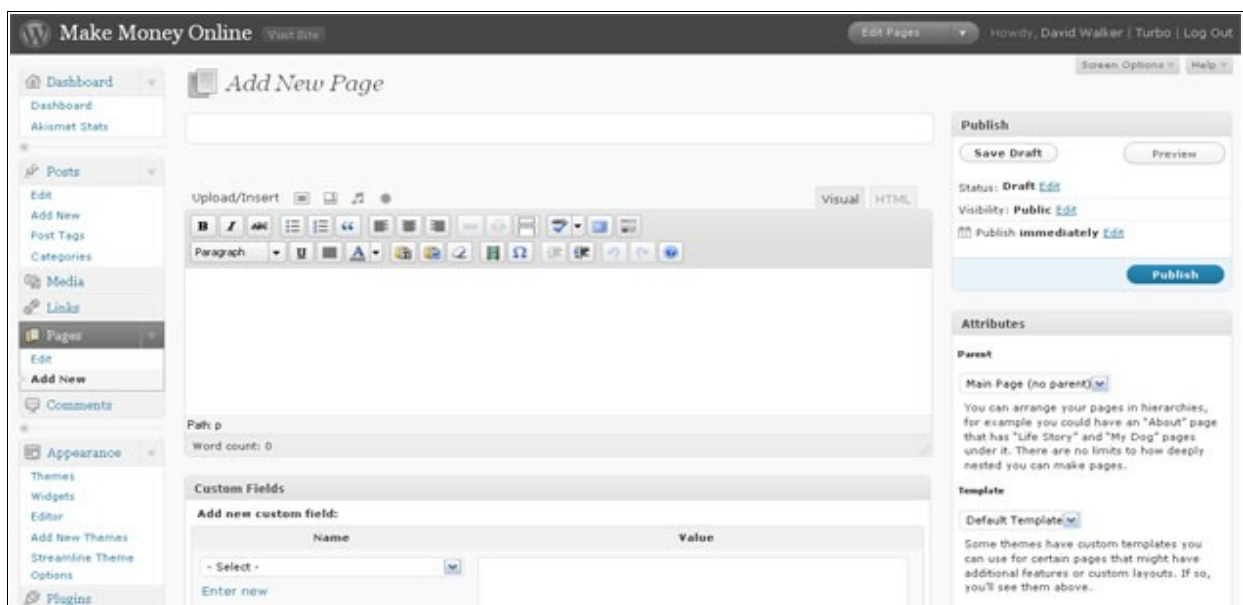 Make Money Online Visit Site
Edit Pages
Howdy, David Walker | Turbo | Log Out
Screen Options
Help
Dashboard
Dashboard
Akismet Stats
Posts
Edit
Add New
Post Tags
Categories
Media
Links
Pages
Edit
Add New
Comments
Appearance
Themes
Widgets
Editor
Add New Themes
Streamline Theme
Options
Plugins
Add New Page
Upload/Insert
Visual
HTML
B I ABC
Paragraph U A Ω
Path: p
Word count: 0
Custom Fields
Add new custom field:
Name
Value
- Select -
Enter new
Publish
Save Draft
Preview
Status: Draft Edit
Visibility: Public Edit
Publish immediately Edit
Publish
Attributes
Parent
Main Page (no parent)
You can arrange your pages in hierarchies,
for example you could have an "About" page
that has "Life Story" and "My Dog" pages
under it. There are no limits to how deeply
nested you can make pages.
Template
Default Template
Some themes have custom templates you
can use for certain pages that might have
additional features or custom layouts. If so,
you'll see them above.